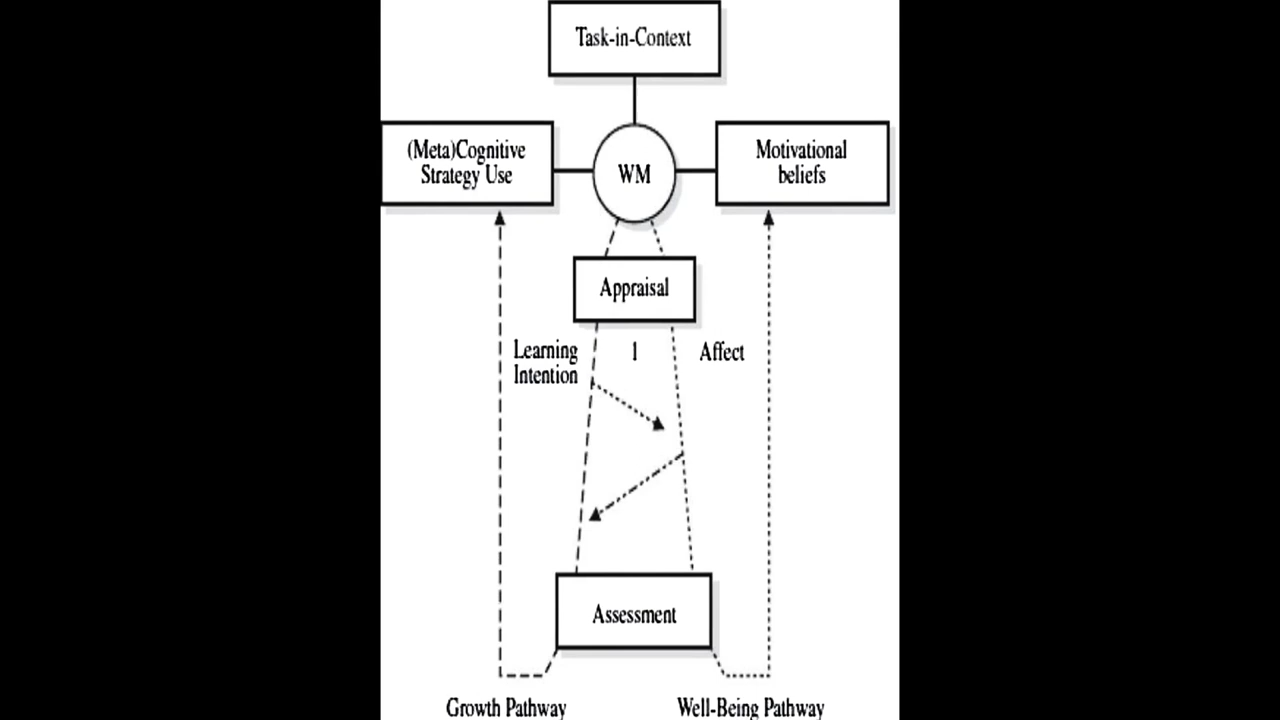 Task-in-Context
(Meta)Cognitive
Strategy Use
WM
Motivational
beliefs
Appraisal
Learning
Intention
1
Affect
Assessment
Growth Pathway
Well-Being Pathway